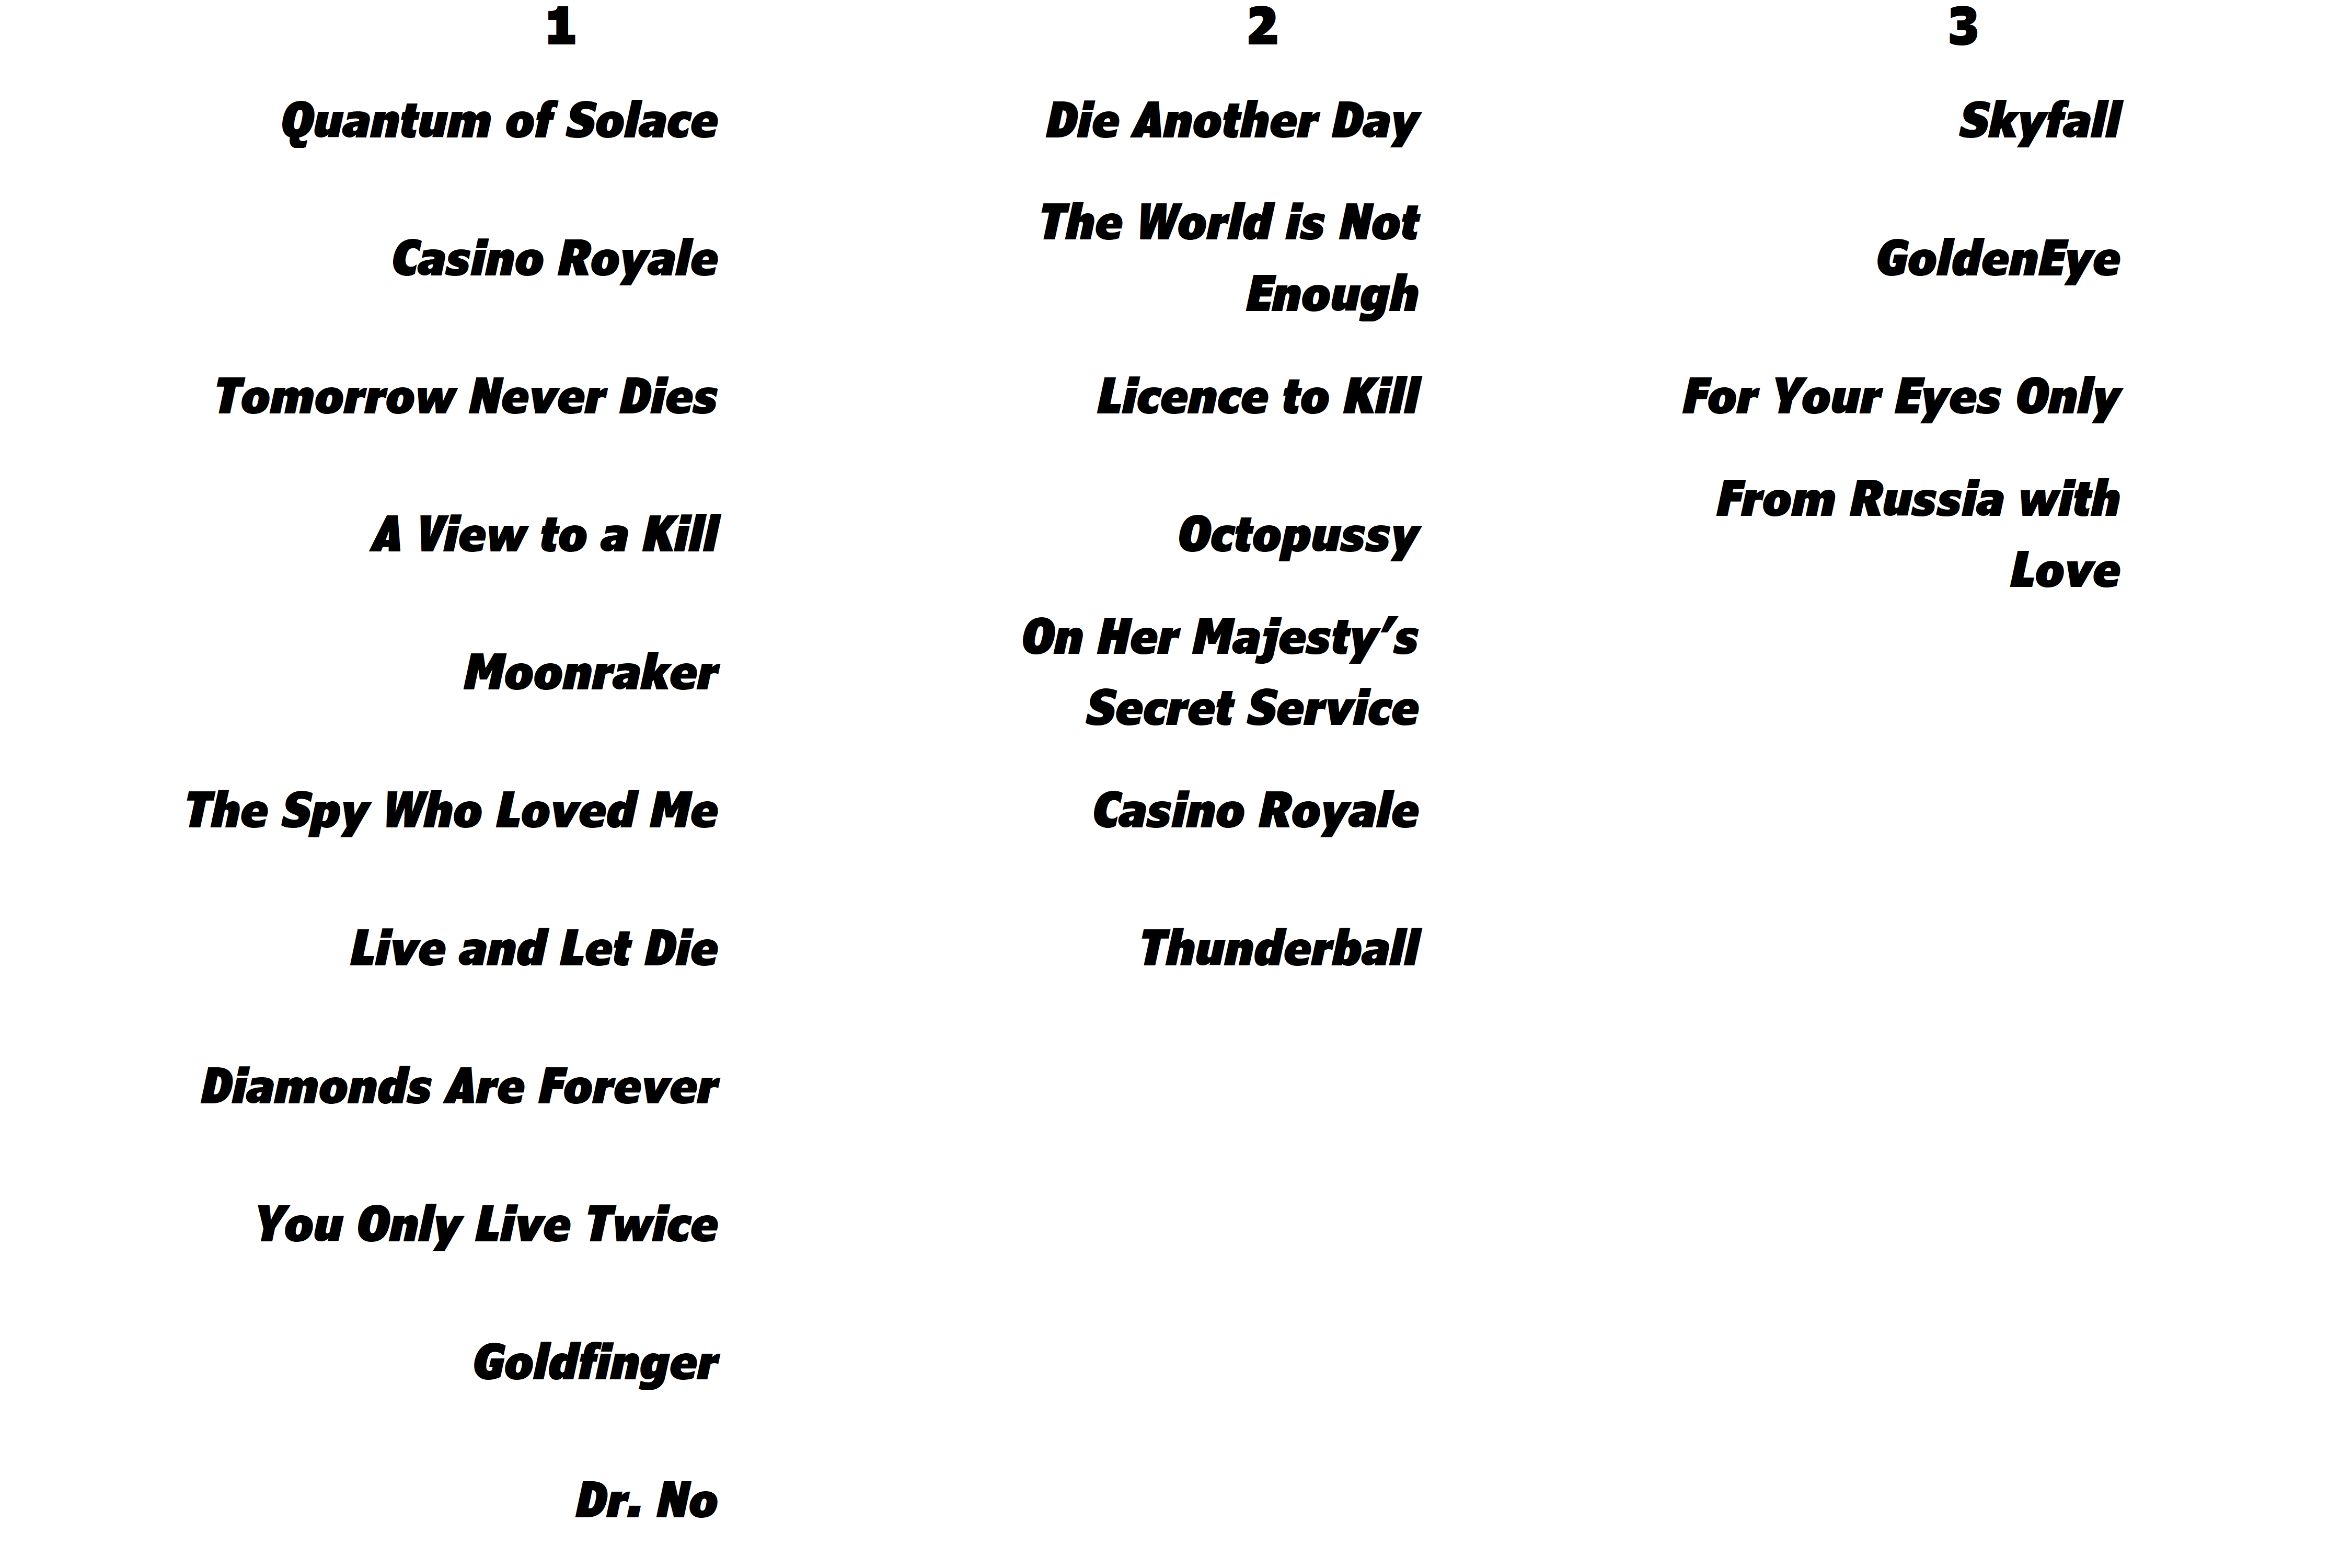 1
Quantum of Solace
Casino Royale
Tomorrow Never Dies
A View to a Kill
Moonraker
The Spy Who Loved Me
Live and Let Die
Diamonds Are Forever
You Only Live Twice
Goldfinger
Dr. No
2
Die Another Day
The World is Not
Enough
Licence to Kill
Octopussy
On Her Majesty’s
Secret Service
Casino Royale
Thunderball
3
Skyfall
GoldenEye
For Your Eyes Only
From Russia with
Love